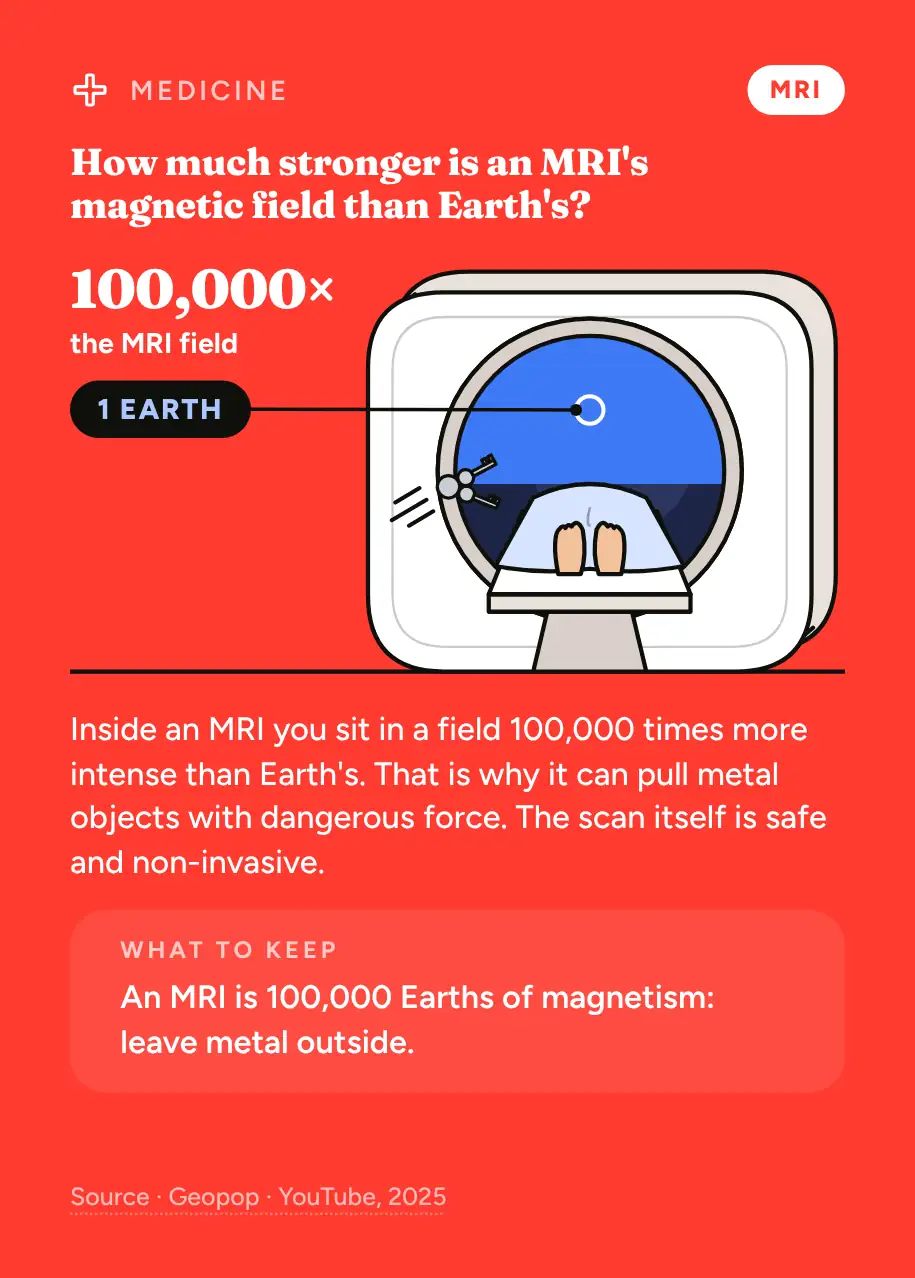 MEDICINE
MRI
How much stronger is an MRI's
magnetic field than Earth's?
100,000×
the MRI field
1 EARTH
Inside an MRI you sit in a field 100,000 times more
intense than Earth's. That is why it can pull metal
objects with dangerous force. The scan itself is safe
and non-invasive.
WHAT TO KEEP
An MRI is 100,000 Earths of magnetism:
leave metal outside.
Source · Geopop · YouTube, 2025